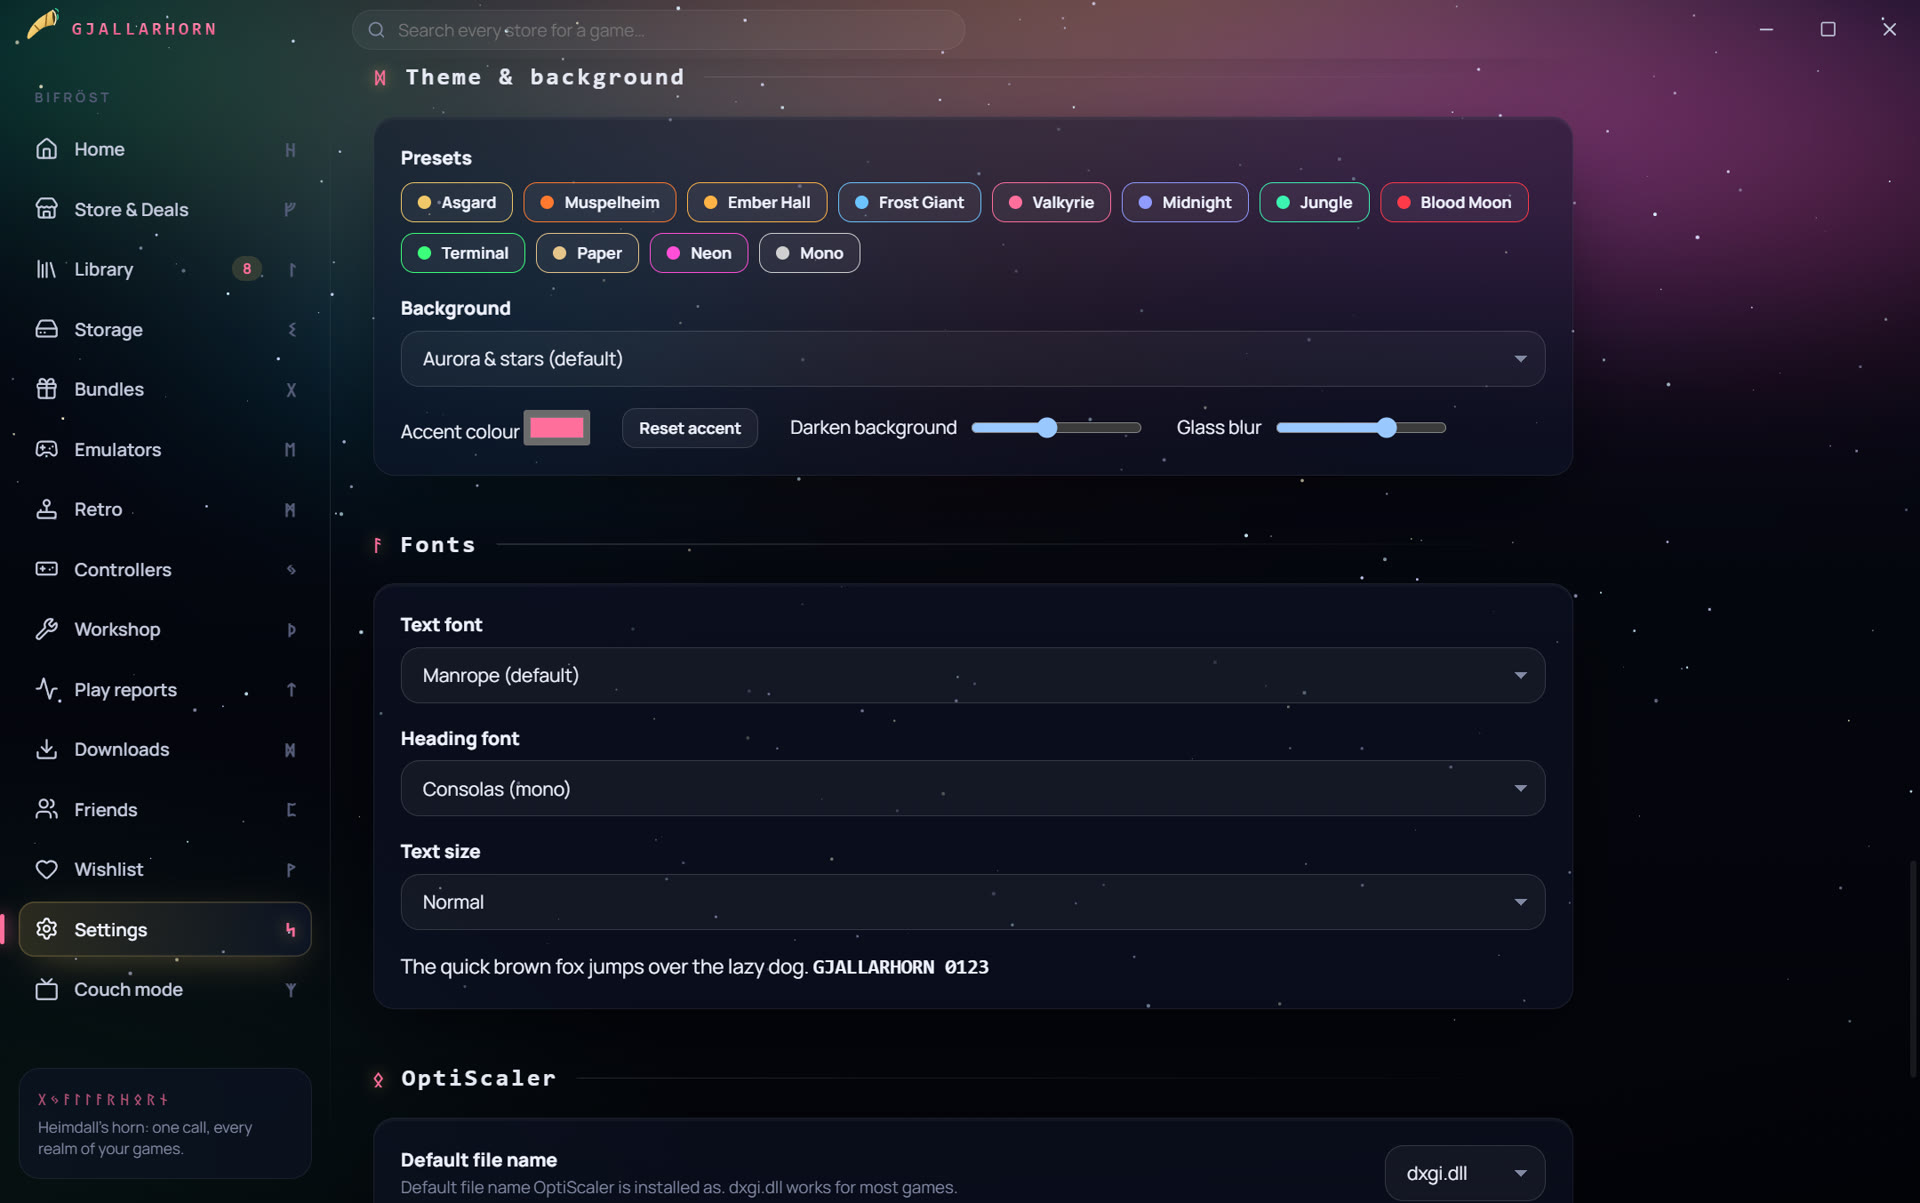 GJALLARHORN
Search every store for a game...
BIFRÖST
Home ᚺ
Store & Deals ᚠ
Library 8 ᛚ
Storage ᛊ
Bundles ᚷ
Emulators ᛖ
Retro ᛗ
Controllers ᛃ
Workshop ᚦ
Play reports ᛏ
Downloads ᛞ
Friends ᛈ
Wishlist ᚹ
Settings ᛋ
Couch mode ᛉ
ᚷᛃᚨᛚᛚᚨᚱᚺᛟᚱᚾ
Heimdall's horn: one call, every
realm of your games.
ᛞ Theme & background
Presets
Asgard Muspelheim Ember Hall Frost Giant Valkyrie Midnight Jungle Blood Moon
Terminal Paper Neon Mono
Background
Aurora & stars (default)
Accent colour Reset accent Darken background Glass blur
ᚨ Fonts
Text font
Manrope (default)
Heading font
Consolas (mono)
Text size
Normal
The quick brown fox jumps over the lazy dog. GJALLARHORN 0123
ᛟ OptiScaler
Default file name
Default file name OptiScaler is installed as. dxgi.dll works for most games.
dxgi.dll